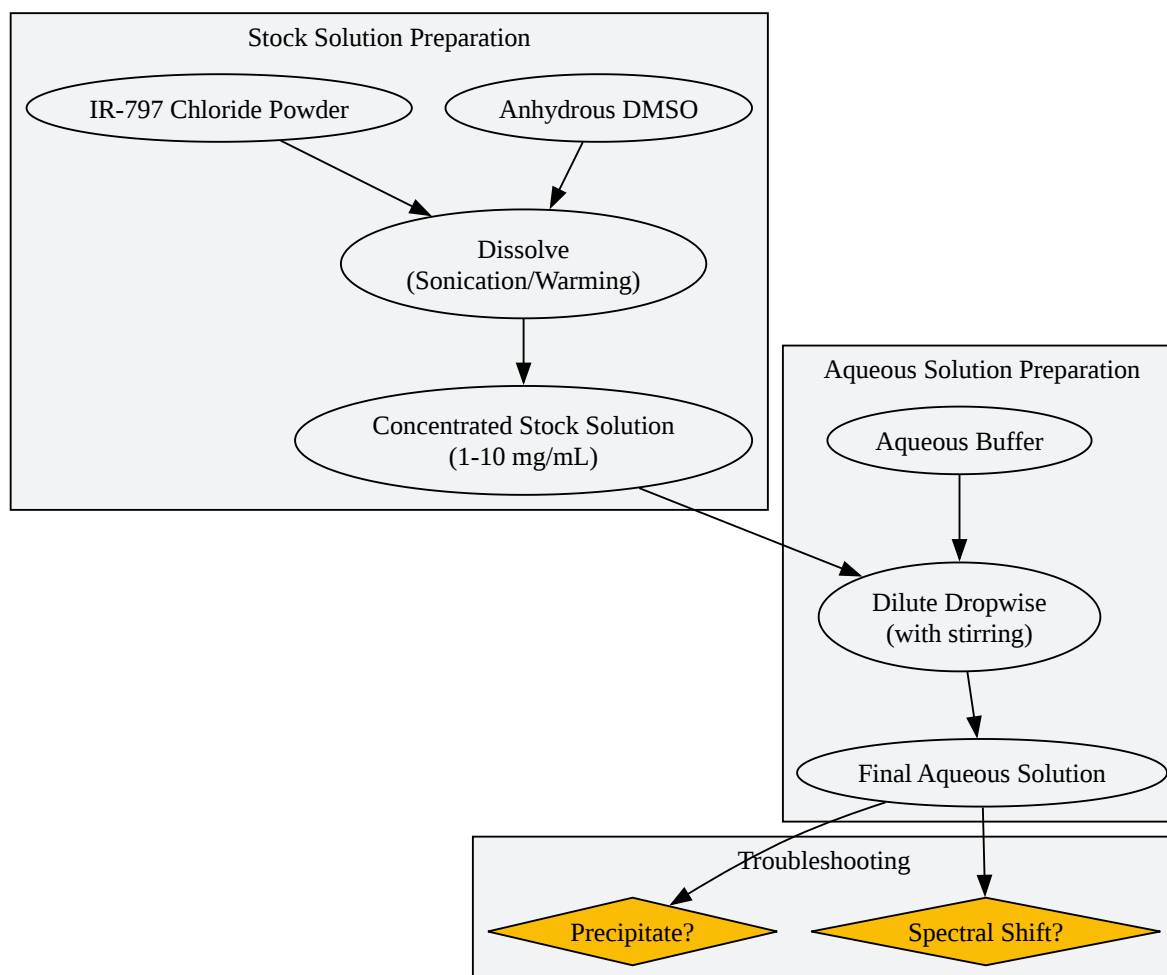 Stock Solution Preparation
IR-797 Chloride Powder
Anhydrous DMSO
Dissolve
(Sonication/Warming)
Concentrated Stock Solution
(1-10 mg/mL)
Aqueous Solution Preparation
Aqueous Buffer
Dilute Dropwise
(with stirring)
Final Aqueous Solution
Troubleshooting
Precipitate?
Spectral Shift?